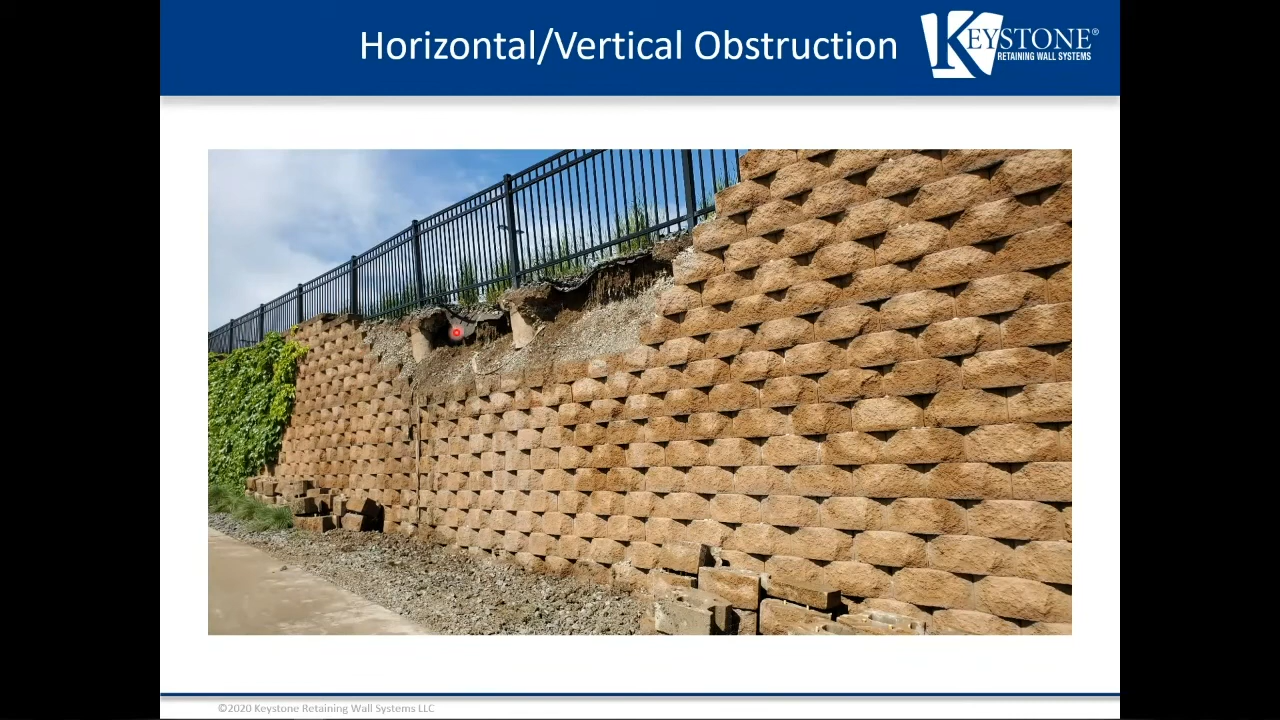 Horizontal/Vertical Obstruction
KEYSTONE®
RETAINING WALL SYSTEMS
©2020 Keystone Retaining Wall Systems LLC